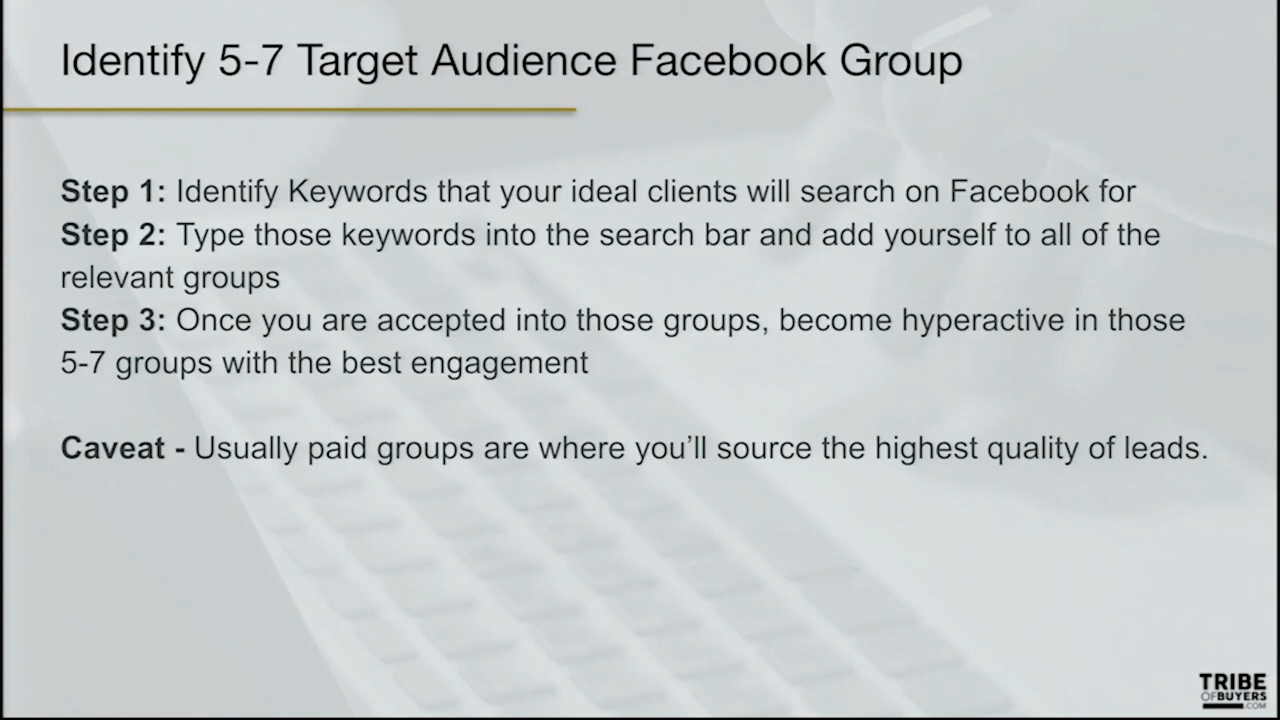 Identify 5-7 Target Audience Facebook Group
Step 1: Identify Keywords that your ideal clients will search on Facebook for
Step 2: Type those keywords into the search bar and add yourself to all of the
relevant groups
Step 3: Once you are accepted into those groups, become hyperactive in those
5-7 groups with the best engagement
Caveat - Usually paid groups are where you’ll source the highest quality of leads.
TRIBE
OFBUYERS
.COM